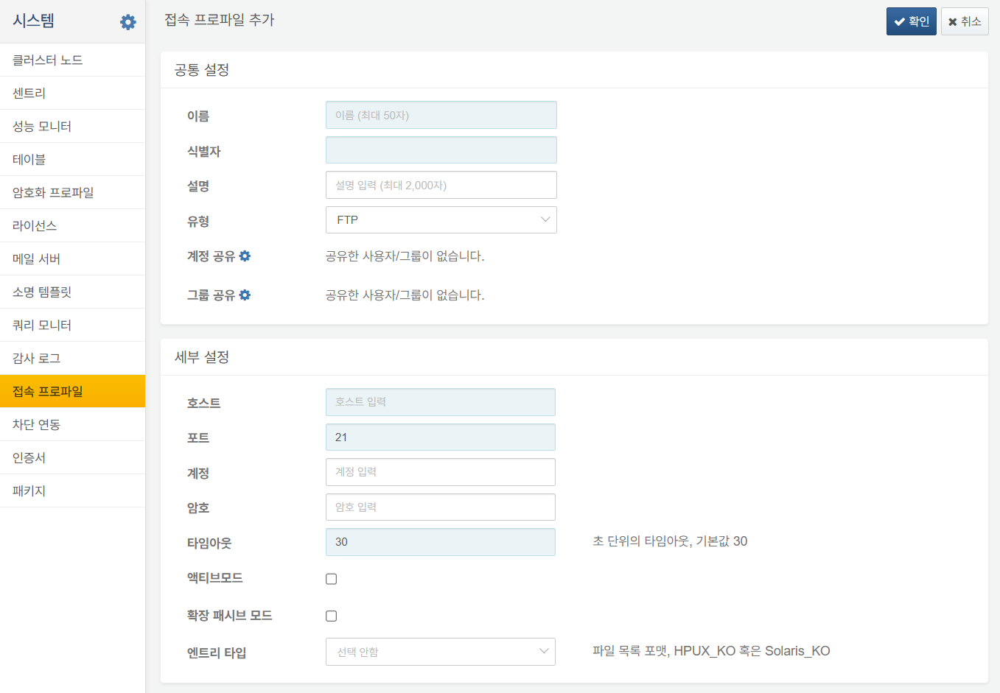 시스템
클러스터 노드
센트리
성능 모니터
테이블
암호화 프로파일
라이선스
메일 서버
소명 템플릿
쿼리 모니터
감사 로그
접속 프로파일
차단 연동
인증서
패키지
접속 프로파일 추가
확인
취소
공통 설정
이름
이름 (최대 50자)
식별자
설명
설명 입력 (최대 2,000자)
유형
FTP
계정 공유
공유한 사용자/그룹이 없습니다.
그룹 공유
공유한 사용자/그룹이 없습니다.
세부 설정
호스트
호스트 입력
포트
21
계정
계정 입력
암호
암호 입력
타임아웃
30
초 단위의 타임아웃, 기본값 30
액티브모드
확장 패시브 모드
엔트리 타입
선택 안함
파일 목록 포맷, HPUX_KO 혹은 Solaris_KO